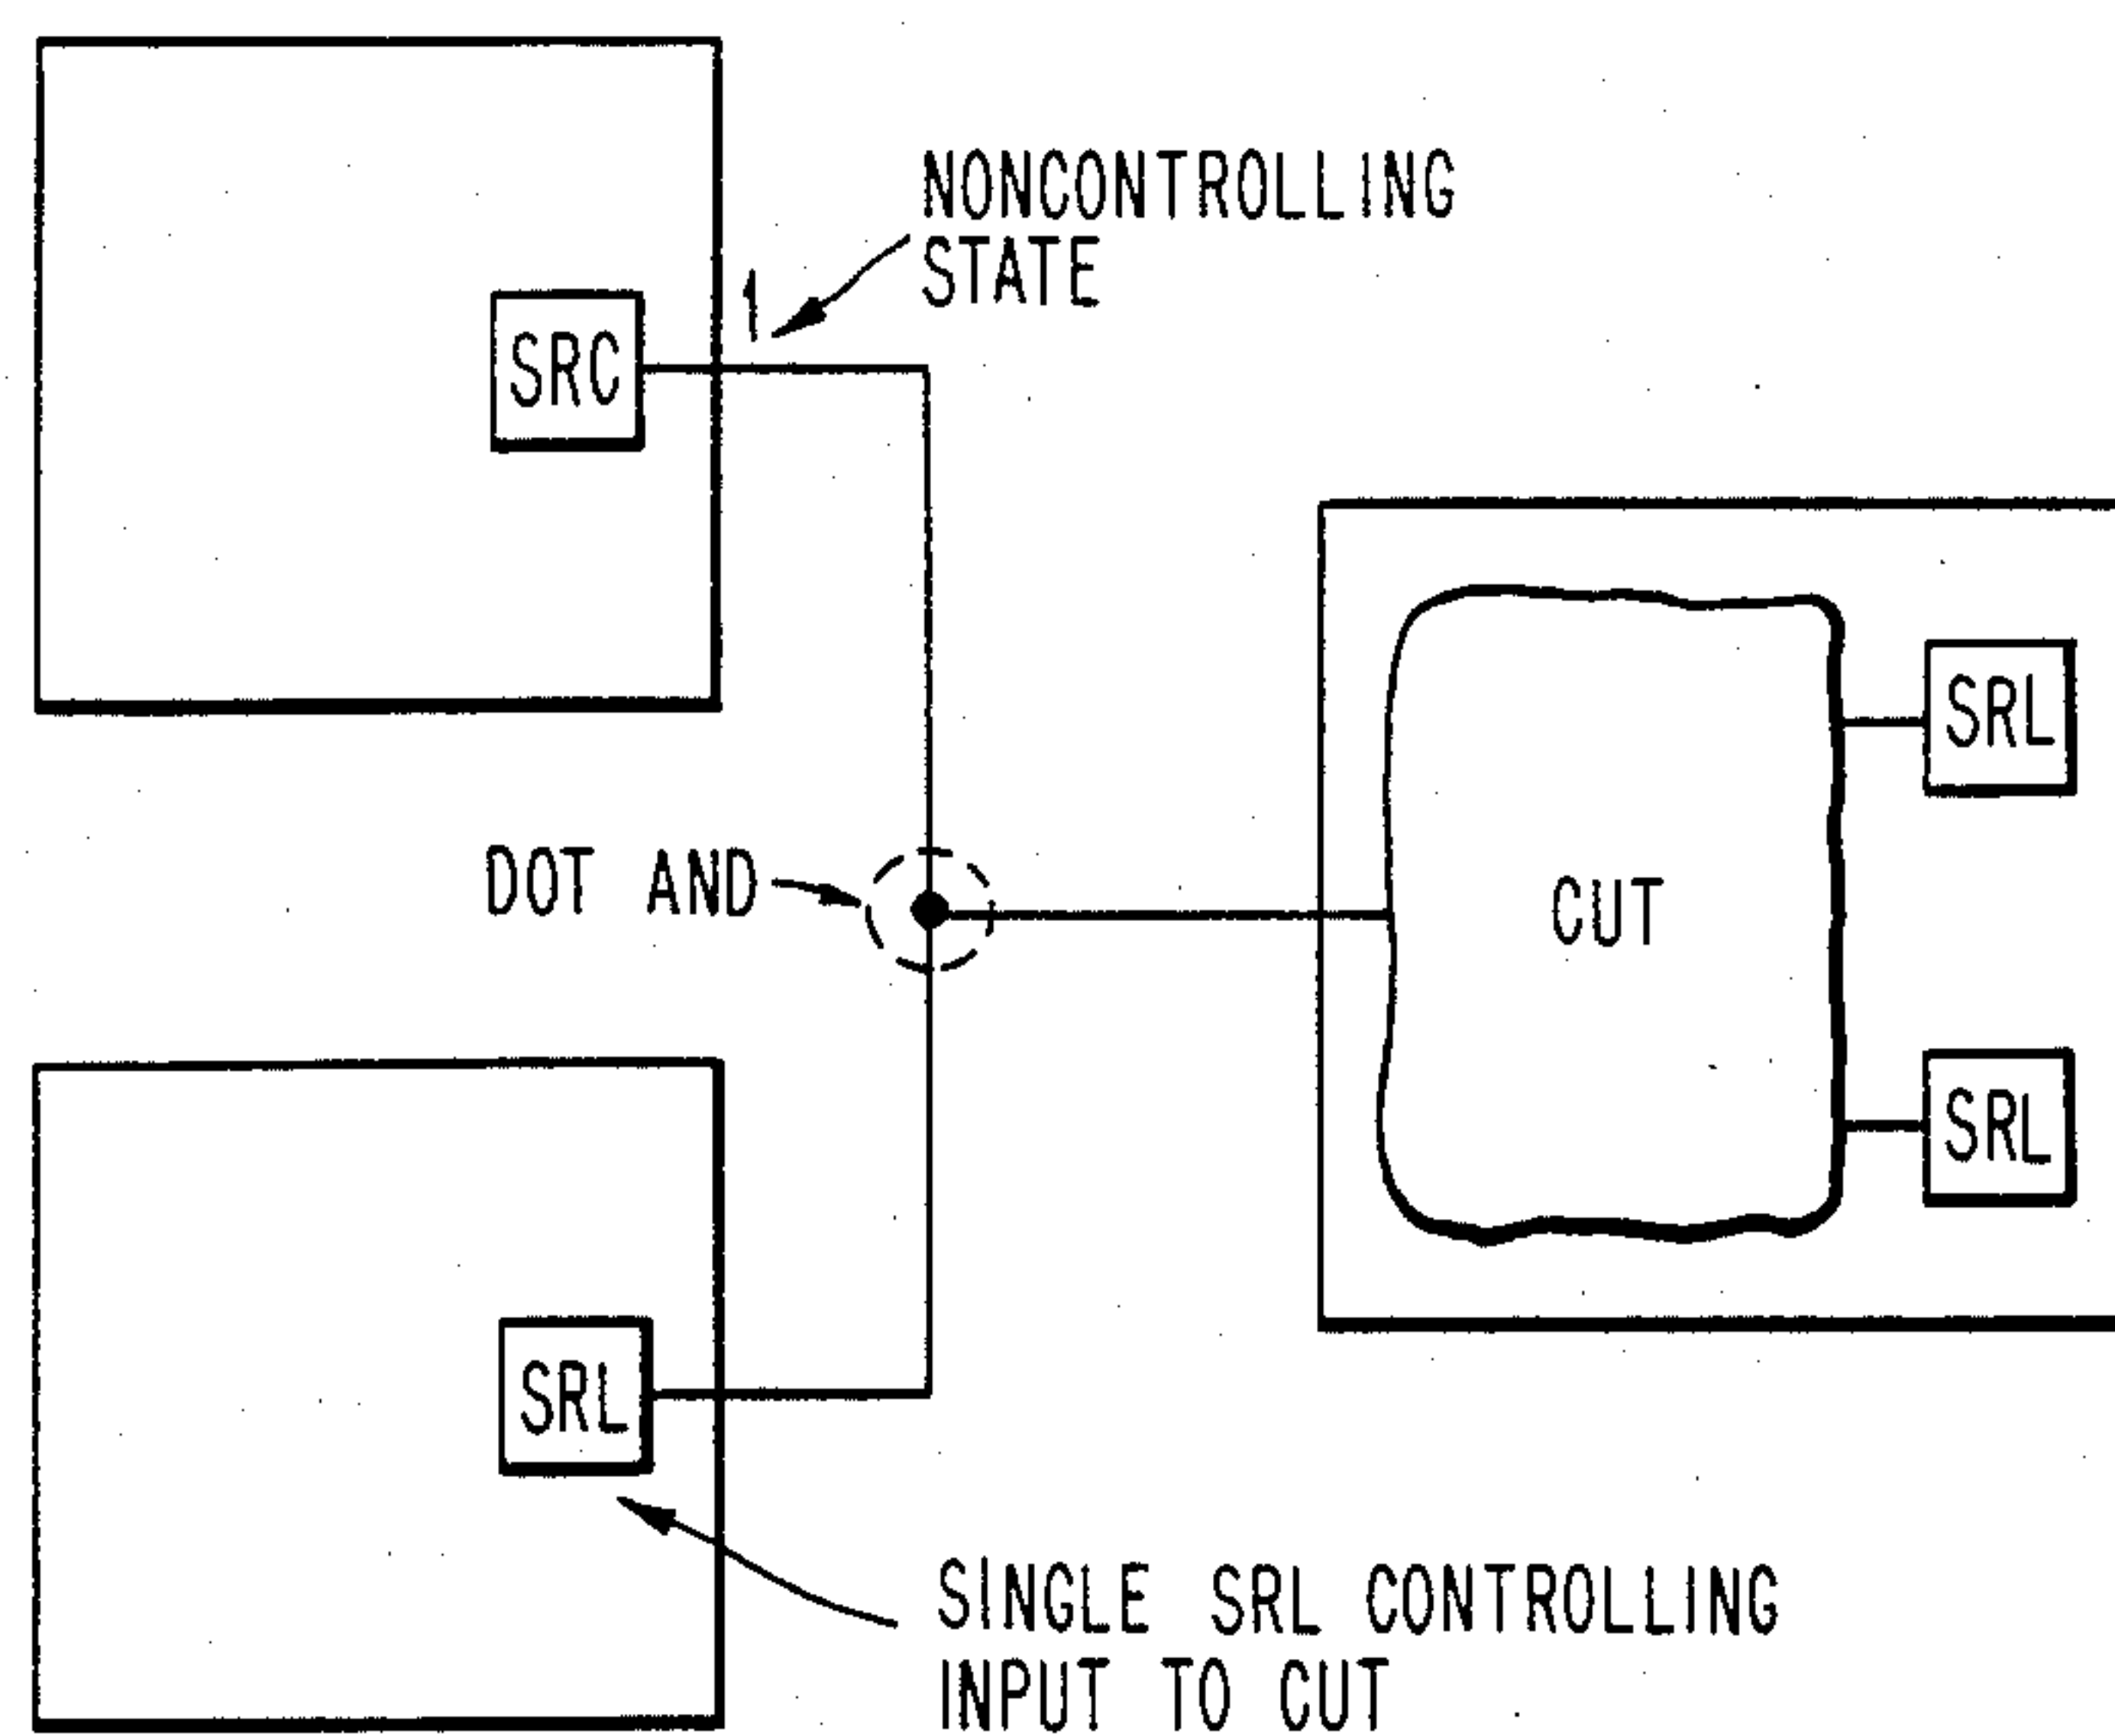 NONCONTROLLING
STATE
1
SRC
SRL
DOT AND
CUT
SRL
SRL
SINGLE SRL CONTROLLING
INPUT TO CUT